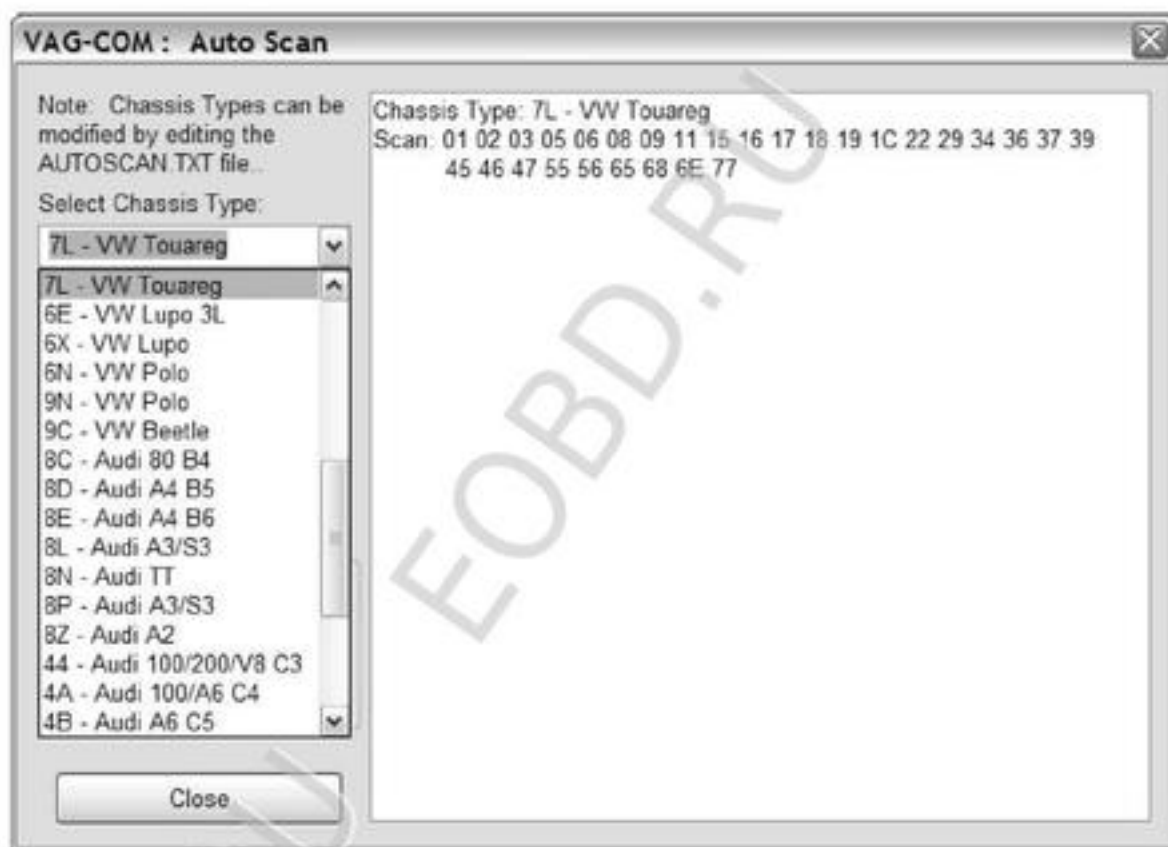 VAG-COM : Auto Scan
Note: Chassis Types can be
modified by editing the
AUTOSCAN.TXT file..
Select Chassis Type:
7L - VW Touareg
7L - VW Touareg
6E - VW Lupo 3L
6X - VW Lupo
6N - VW Polo
9N - VW Polo
9C - VW Beetle
8C - Audi 80 B4
8D - Audi A4 B5
8E - Audi A4 B6
8L - Audi A3/S3
8N - Audi TT
8P - Audi A3/S3
8Z - Audi A2
44 - Audi 100/200/V8 C3
4A - Audi 100/A6 C4
4B - Audi A6 C5
Close
Chassis Type: 7L - VW Touareg
Scan: 01 02 03 05 06 08 09 11 15 16 17 18 19 1C 22 29 34 36 37 39
45 46 47 55 56 65 68 6E 77
EOBD.RU
U